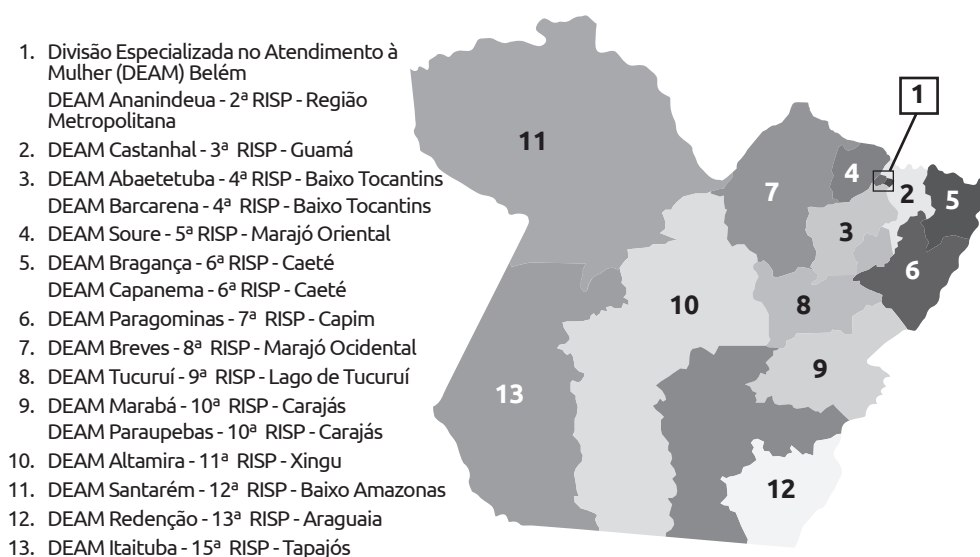 1. Divisão Especializada no Atendimento à
Mulher (DEAM) Belém
DEAM Ananindeua - 2ª RISP - Região
Metropolitana
2. DEAM Castanhal - 3ª RISP - Guamá
3. DEAM Abaetetuba - 4ª RISP - Baixo Tocantins
DEAM Barcarena - 4ª RISP - Baixo Tocantins
4. DEAM Soure - 5ª RISP - Marajó Oriental
5. DEAM Bragança - 6ª RISP - Caeté
DEAM Capanema - 6ª RISP - Caeté
6. DEAM Paragominas - 7ª RISP - Capim
7. DEAM Breves - 8ª RISP - Marajó Ocidental
8. DEAM Tucuruí - 9ª RISP - Lago de Tucuruí
9. DEAM Marabá - 10ª RISP - Carajás
DEAM Paraupebas - 10ª RISP - Carajás
10. DEAM Altamira - 11ª RISP - Xingu
11. DEAM Santarém - 12ª RISP - Baixo Amazonas
12. DEAM Redenção - 13ª RISP - Araguaia
13. DEAM Itaituba - 15ª RISP - Tapajós
1
11
4
7
2
5
3
6
10
8
9
13
12